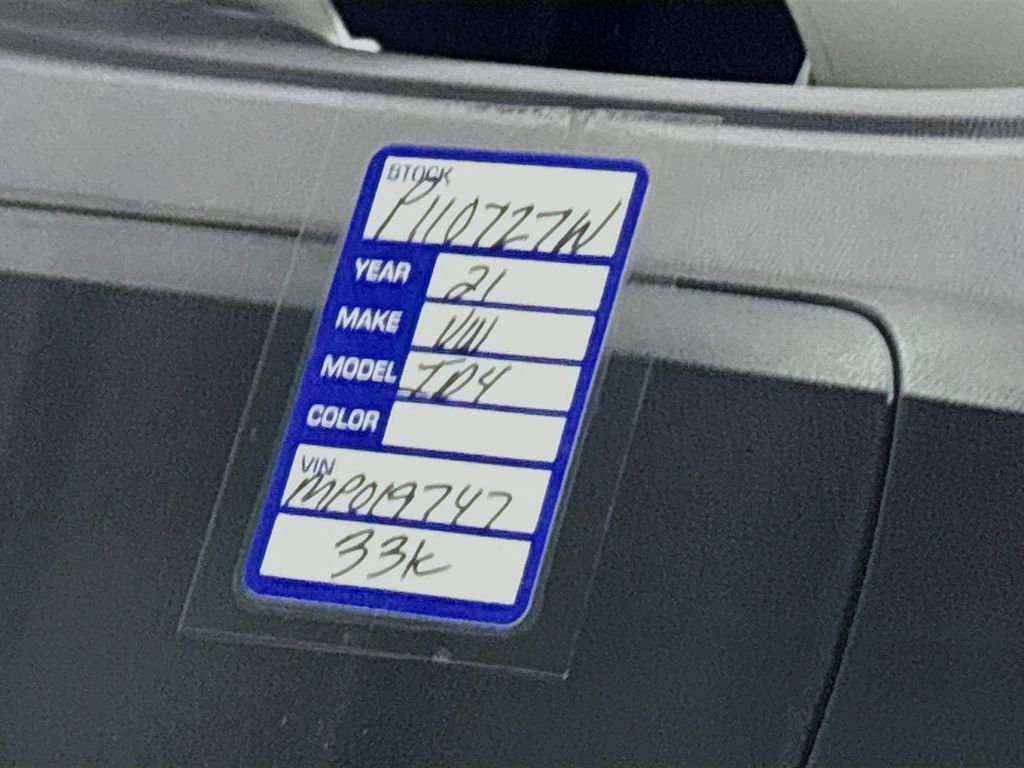 STOCK
P110727W
YEAR 21
MAKE VW
MODEL ID4
COLOR
VIN
MP019747
33K